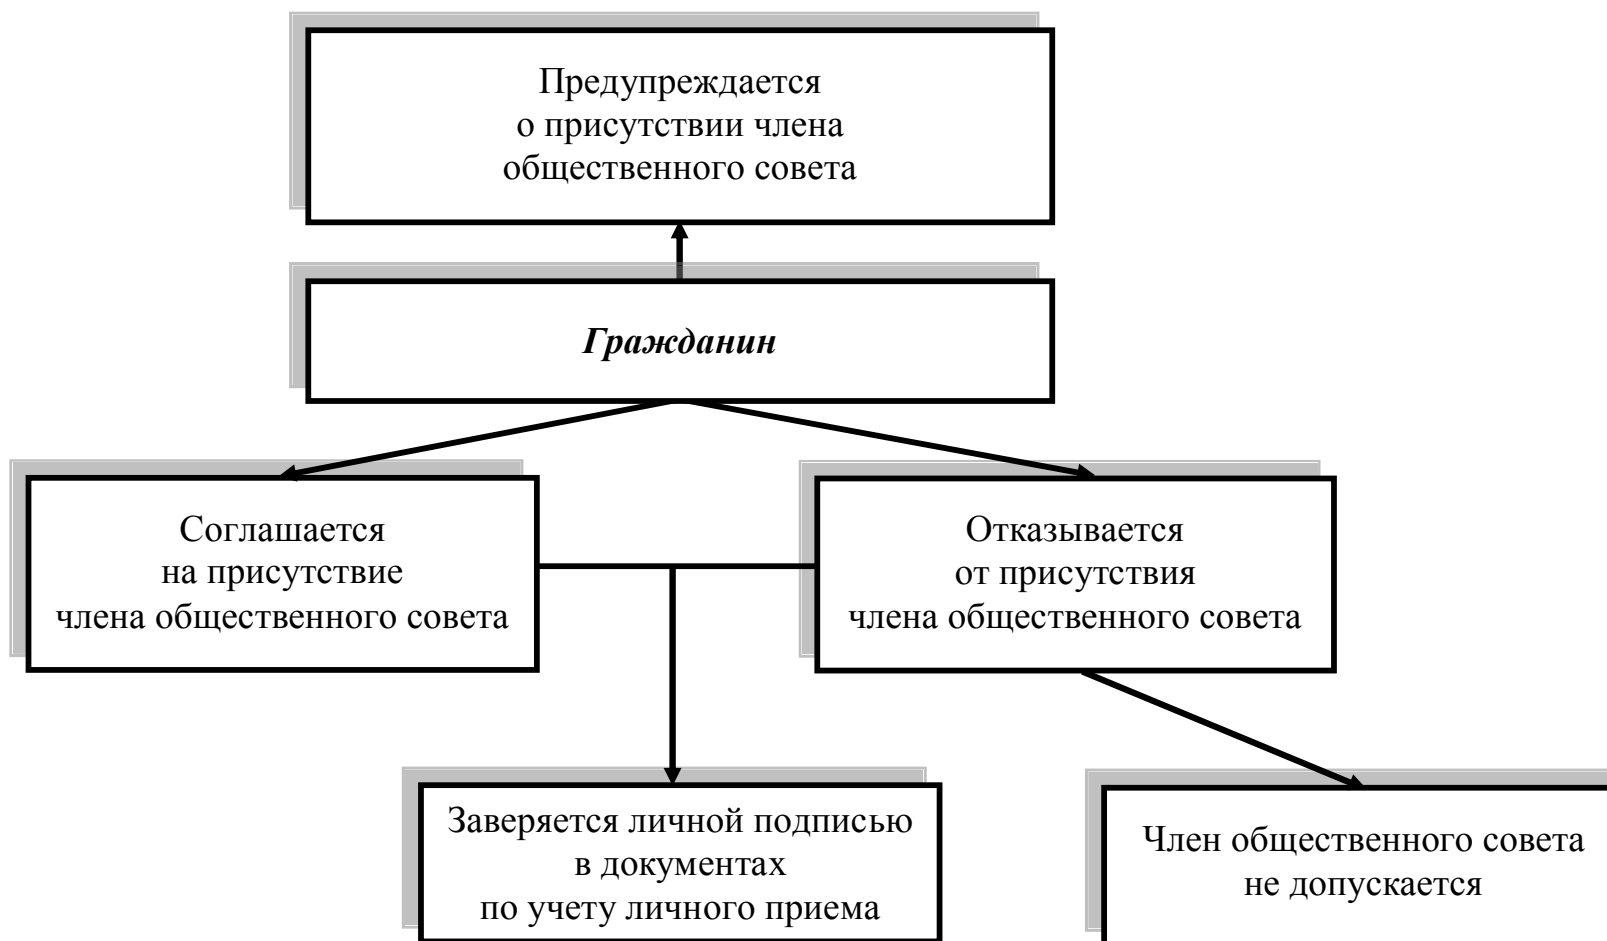 Предупреждается
о присутствии члена
общественного совета
Гражданин
Соглашается
на присутствие
члена общественного совета
Отказывается
от присутствия
члена общественного совета
Заверяется личной подписью
в документах
по учету личного приема
Член общественного совета
не допускается